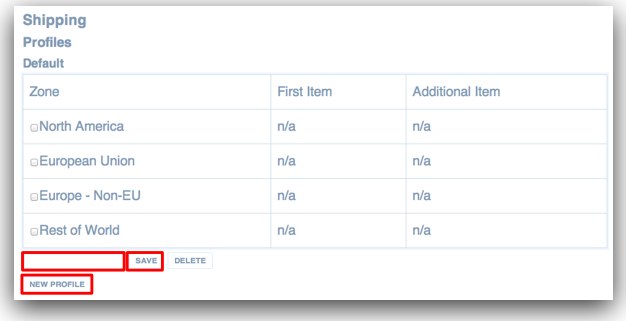 Shipping
Profiles
Default
Zone First Item Additional Item
North America n/a n/a
European Union n/a n/a
Europe - Non-EU n/a n/a
Rest of World n/a n/a
SAVE DELETE
NEW PROFILE